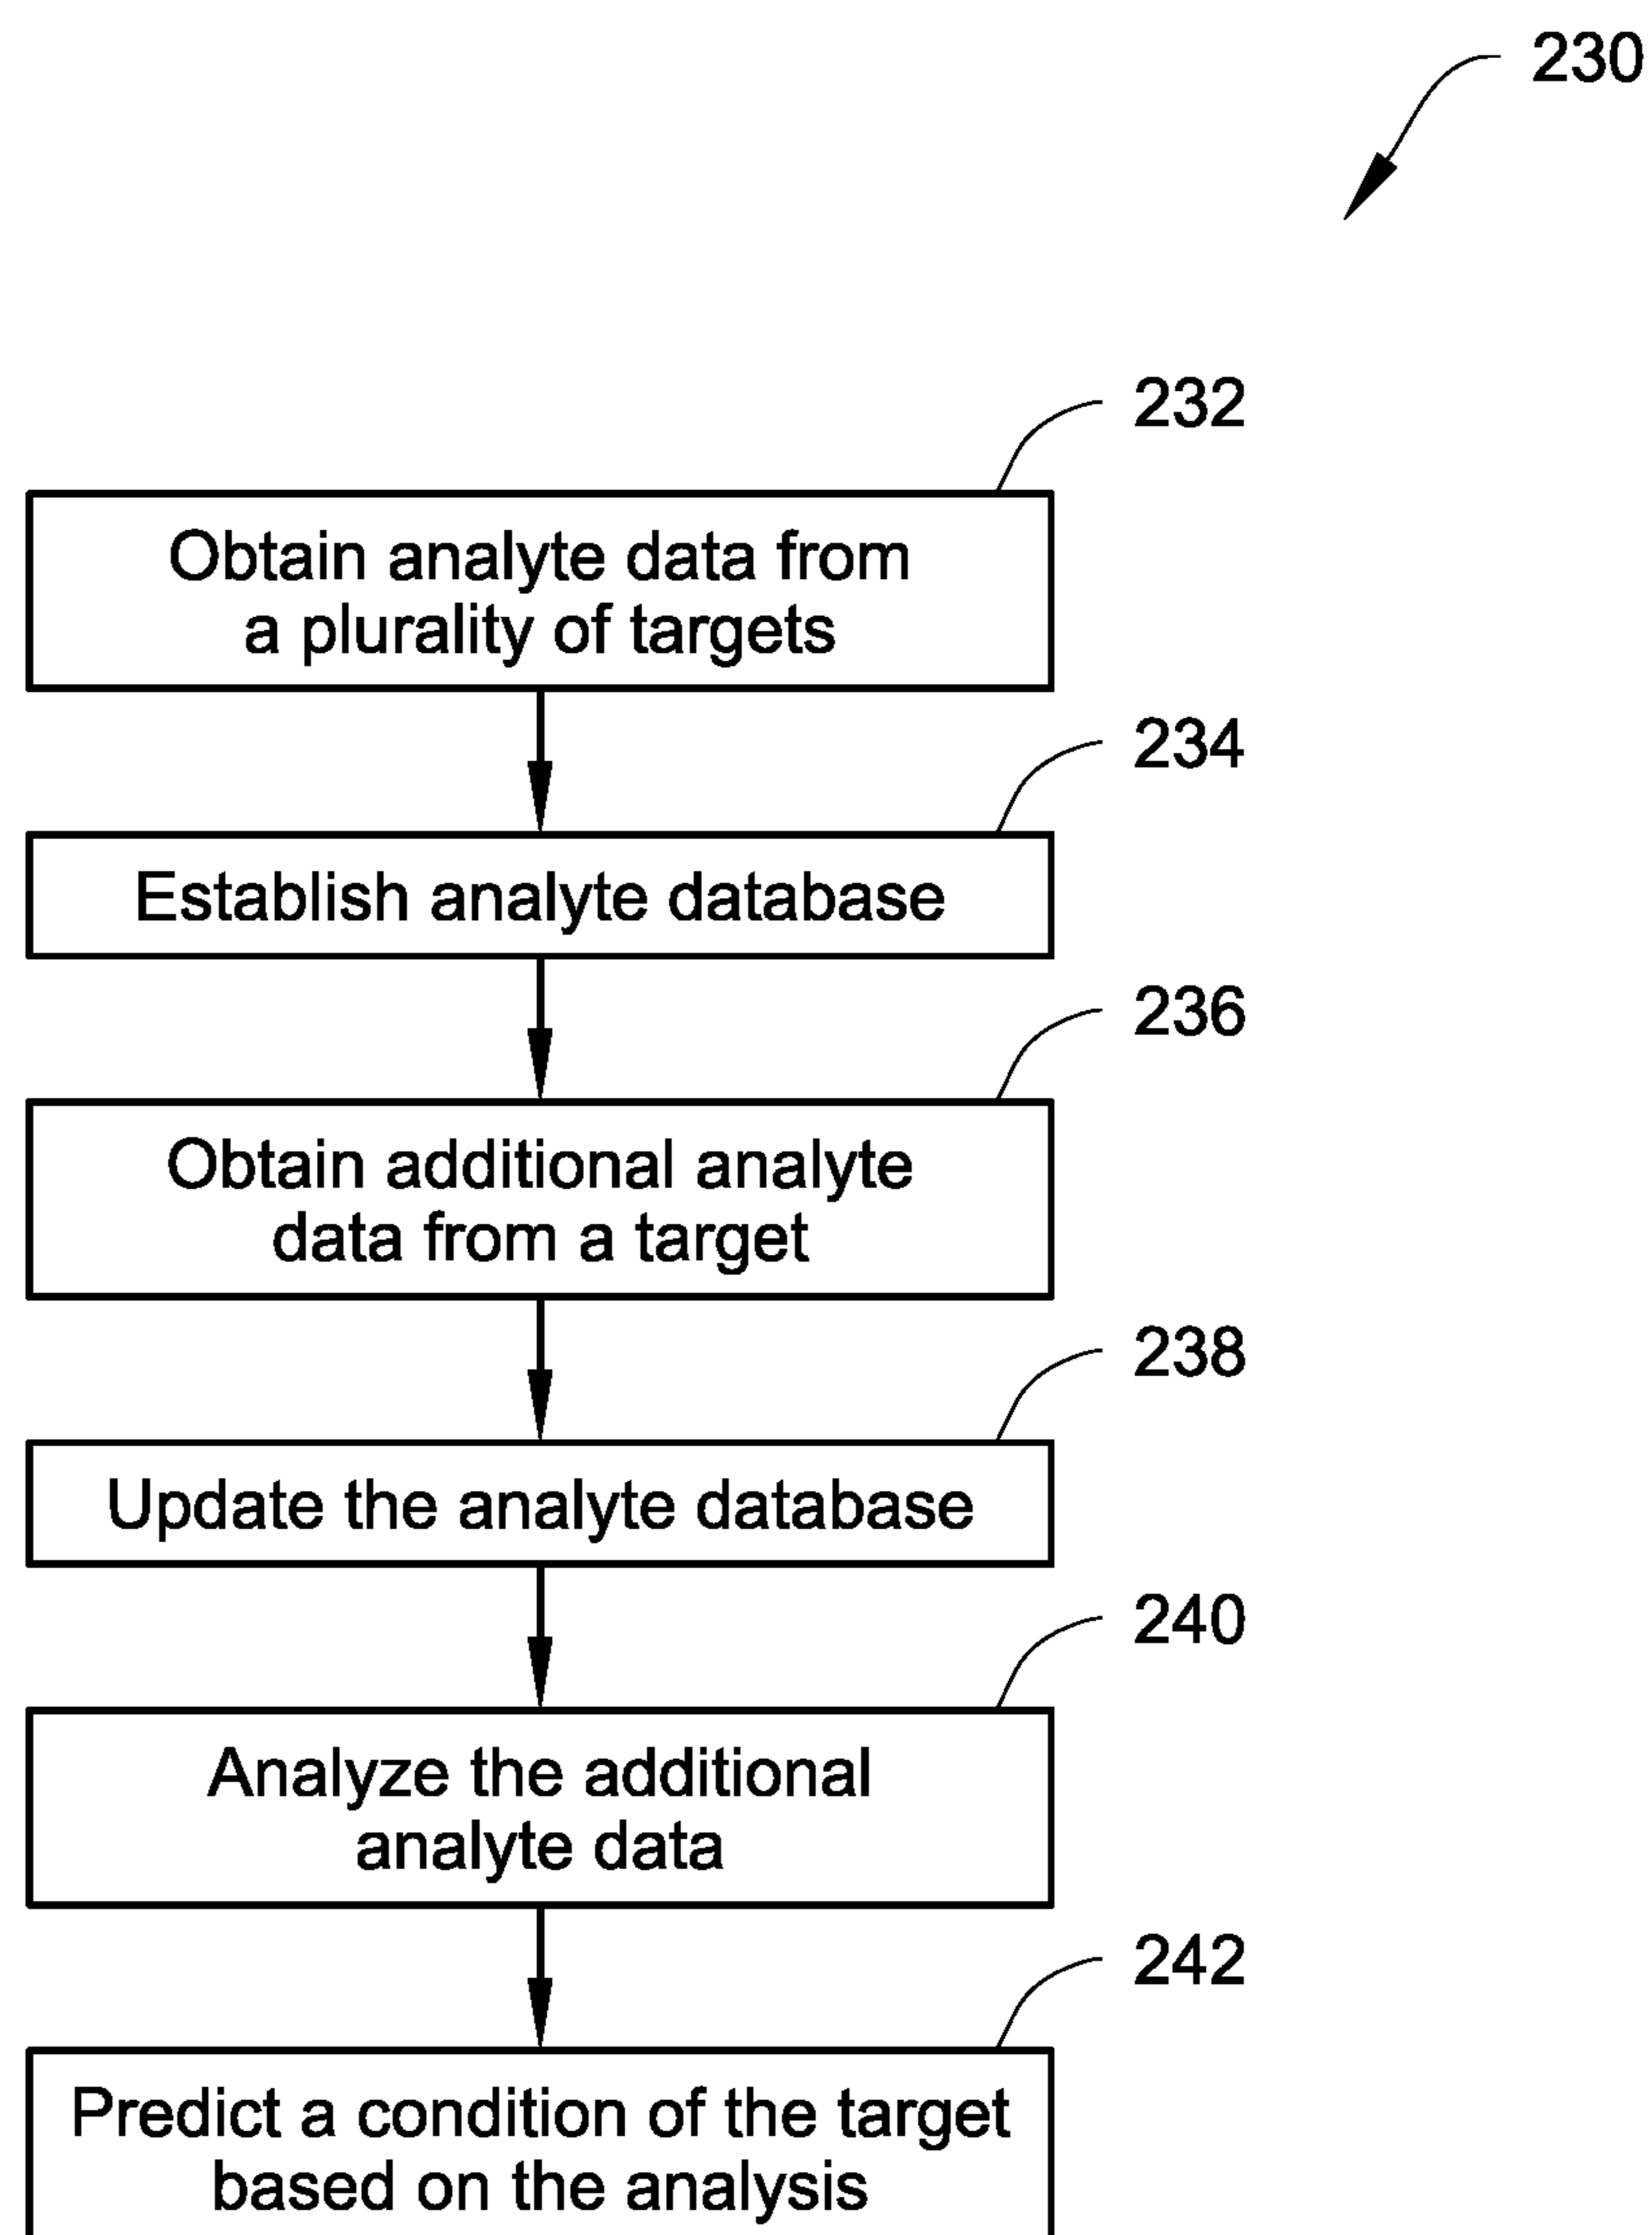 230
232
Obtain analyte data from
a plurality of targets
234
Establish analyte database
236
Obtain additional analyte
data from a target
238
Update the analyte database
240
Analyze the additional
analyte data
242
Predict a condition of the target
based on the analysis